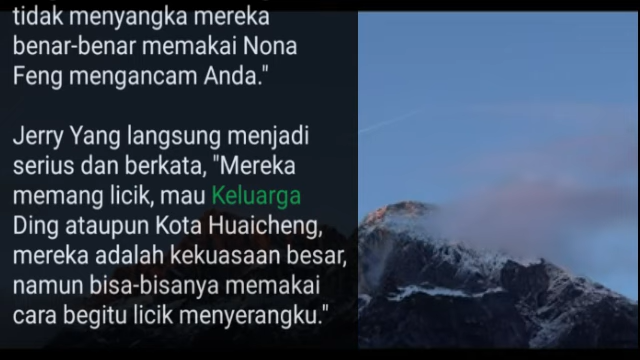 tidak menyangka mereka
benar-benar memakai Nona
Feng mengancam Anda."
Jerry Yang langsung menjadi
serius dan berkata, "Mereka
memang licik, mau Keluarga
Ding ataupun Kota Huaicheng,
mereka adalah kekuasaan besar,
namun bisa-bisanya memakai
cara begitu licik menyerangku."